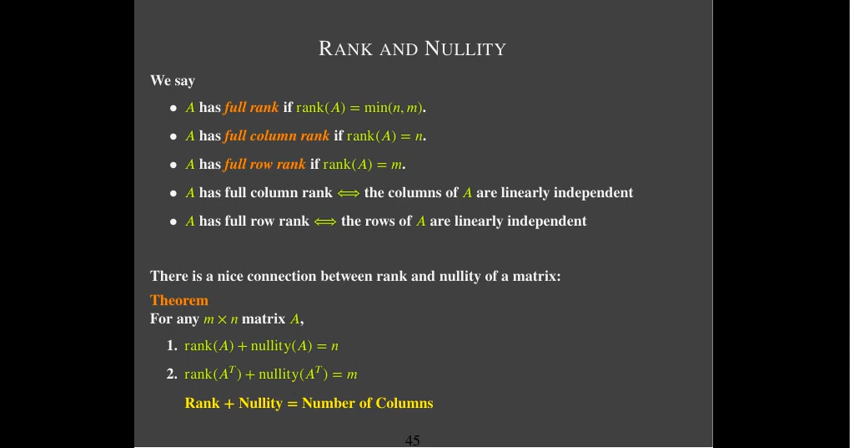 RANK AND NULLITY
We say
• A has full rank if rank(A) = min(n, m).
• A has full column rank if rank(A) = n.
• A has full row rank if rank(A) = m.
• A has full column rank ⟺ the columns of A are linearly independent
• A has full row rank ⟺ the rows of A are linearly independent
There is a nice connection between rank and nullity of a matrix:
Theorem
For any m × n matrix A,
1. rank(A) + nullity(A) = n
2. rank(Aᵀ) + nullity(Aᵀ) = m
Rank + Nullity = Number of Columns
45